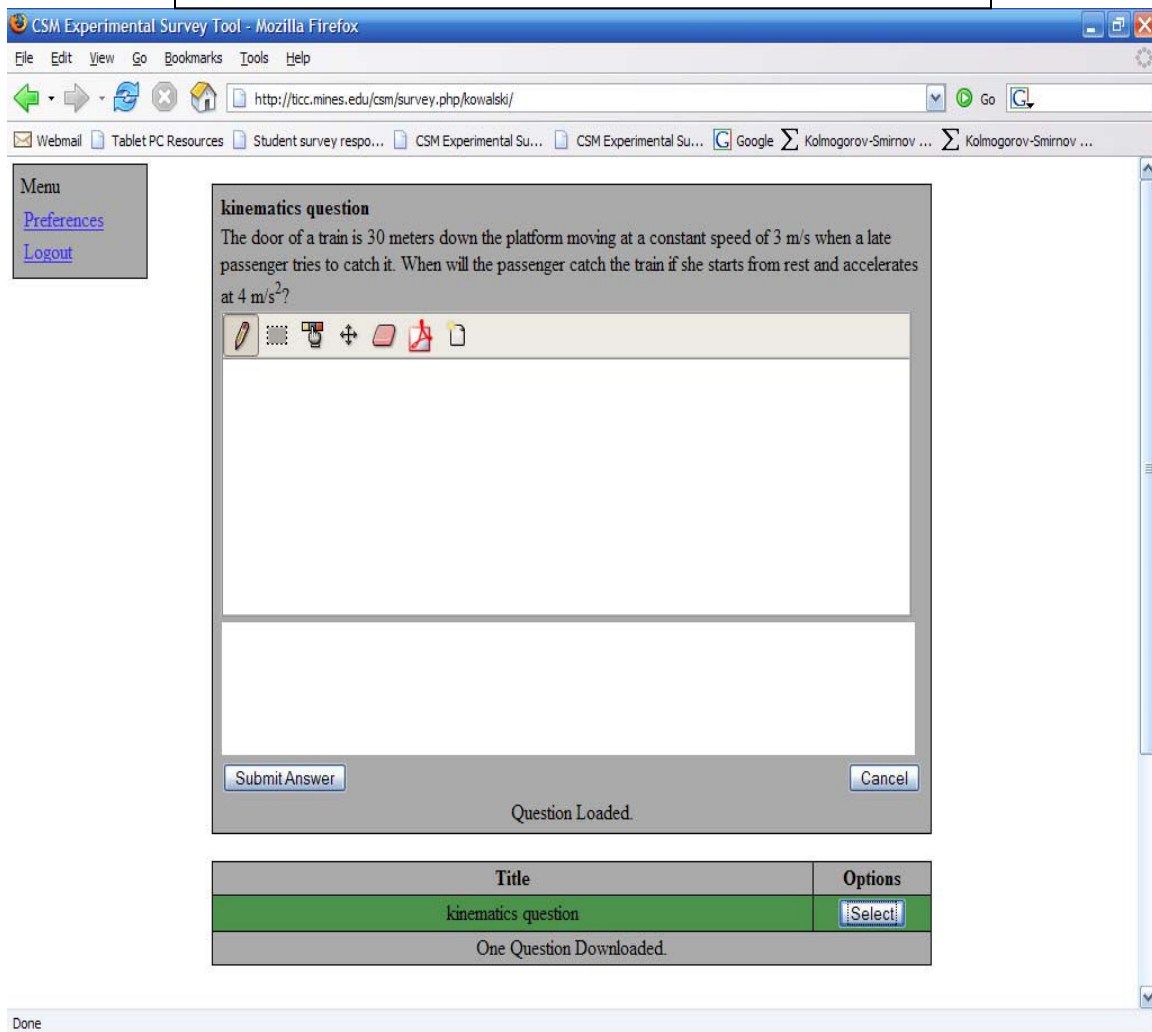 CSM Experimental Survey Tool - Mozilla Firefox
File Edit View Go Bookmarks Tools Help
http://ticc.mines.edu/csm/survey.php/kowalski/ Go G
Webmail Tablet PC Resources Student survey respo... CSM Experimental Su... CSM Experimental Su... G Google Σ Kolmogorov-Smirnov ... Σ Kolmogorov-Smirnov ...
Menu
Preferences
Logout
kinematics question
The door of a train is 30 meters down the platform moving at a constant speed of 3 m/s when a late
passenger tries to catch it. When will the passenger catch the train if she starts from rest and accelerates
at 4 m/s²?
Submit Answer Cancel
Question Loaded.
Title Options
kinematics question Select
One Question Downloaded.
Done